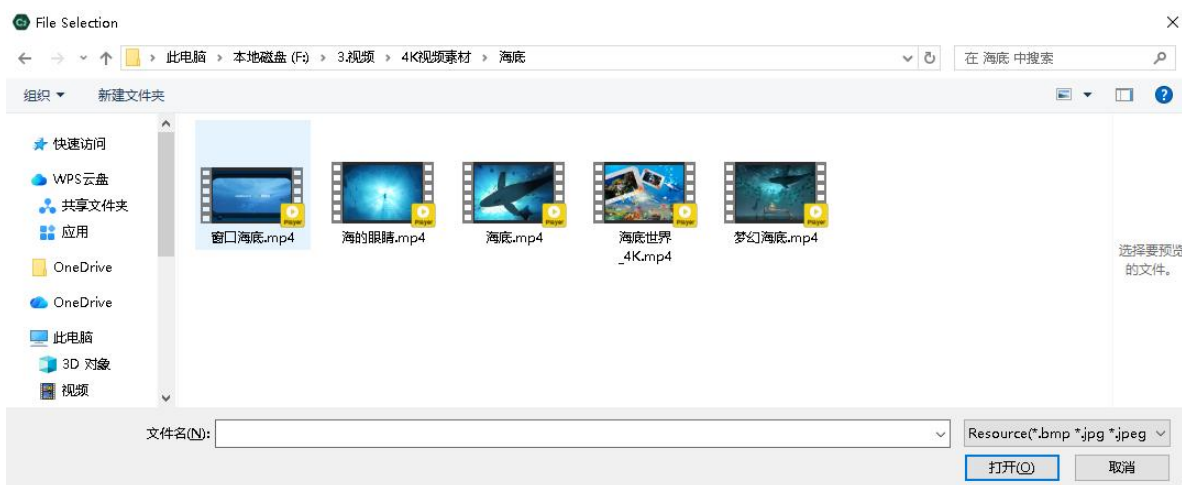 File Selection
此电脑 › 本地磁盘 (F:) › 3.视频 › 4K视频素材 › 海底
在 海底 中搜索
组织
新建文件夹
快速访问
WPS云盘
共享文件夹
应用
OneDrive
OneDrive
此电脑
3D 对象
视频
窗口海底.mp4
海的眼睛.mp4
海底.mp4
海底世界
_4K.mp4
梦幻海底.mp4
Player
Player
Player
Player
Player
选择要预览
的文件。
文件名(N):
Resource(*.bmp *.jpg *.jpeg
打开(O)
取消